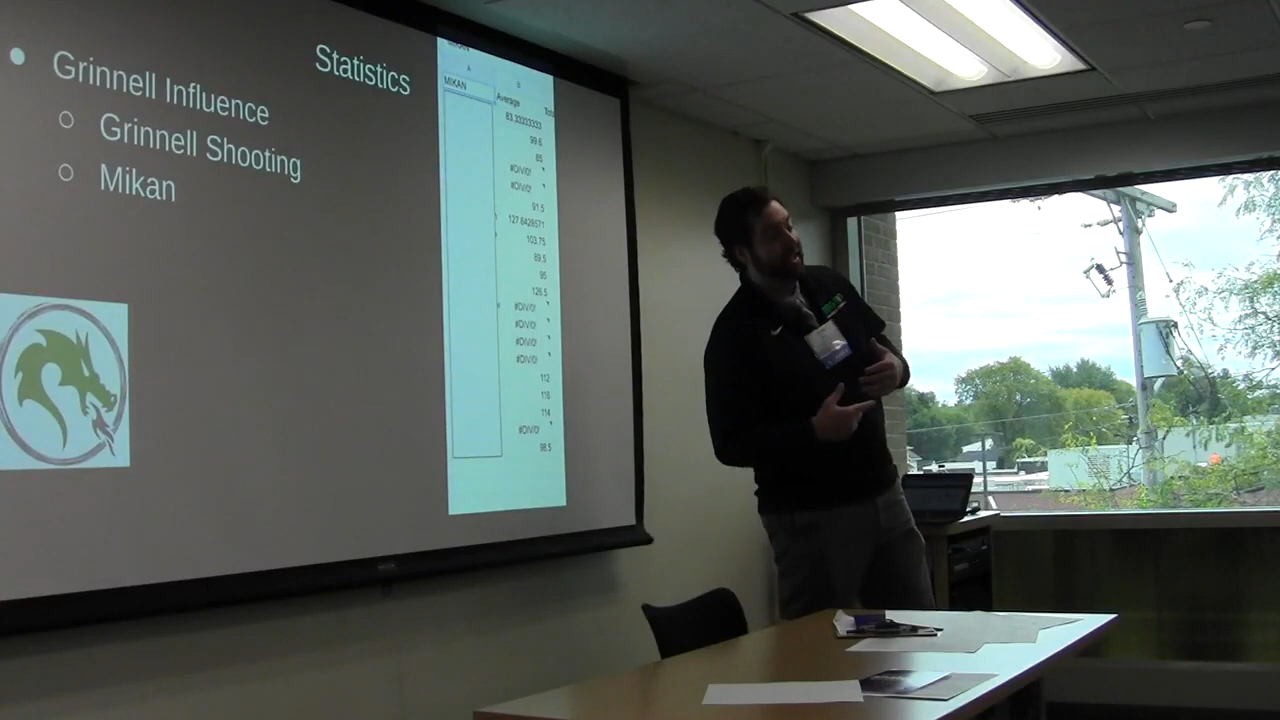 Statistics
● Grinnell Influence
○ Grinnell Shooting
○ Mikan
A B
MIKAN
Average
83.33333333
99.6
85
#DIV/0!
#DIV/0!
91.5
127.6428571
103.75
89.5
95
126.5
#DIV/0!
#DIV/0!
#DIV/0!
#DIV/0!
112
116
114
#DIV/0!
98.5